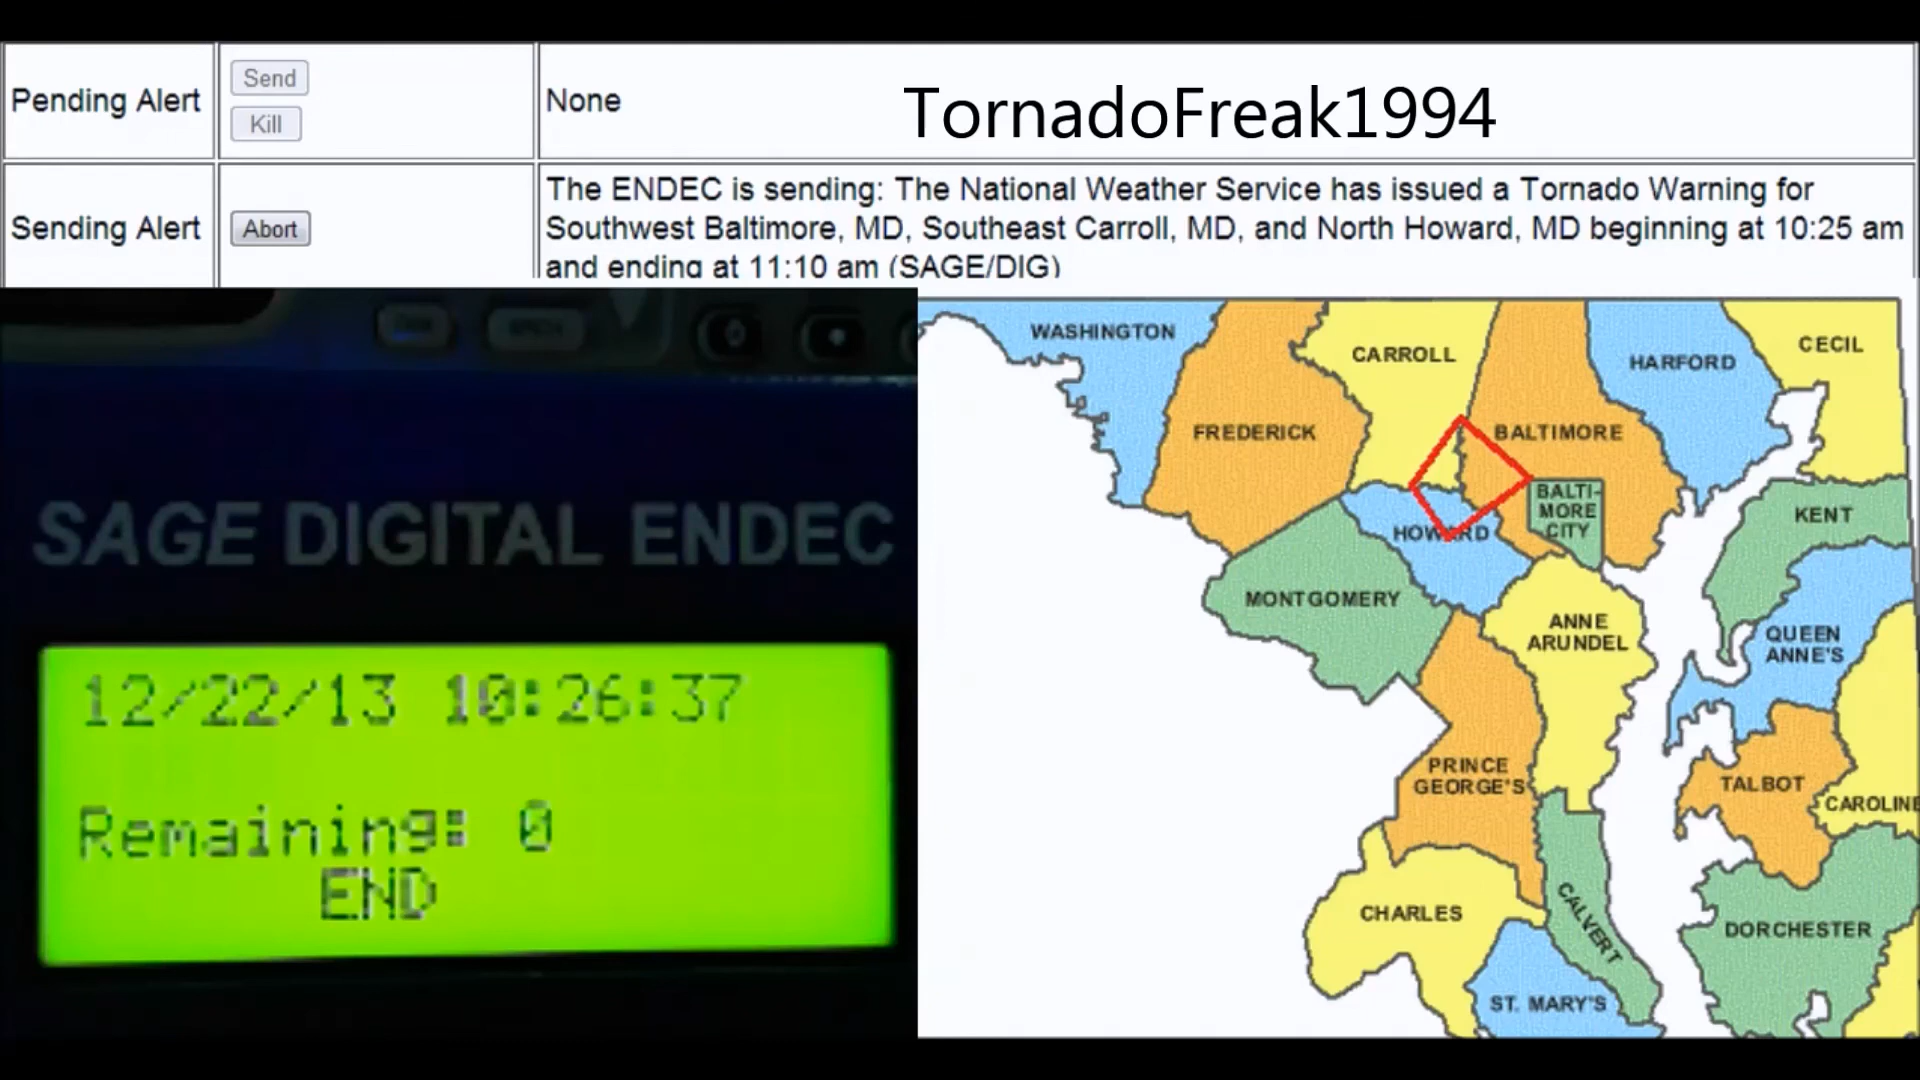 Pending Alert
Send
Kill
None
TornadoFreak1994
Sending Alert
Abort
The ENDEC is sending: The National Weather Service has issued a Tornado Warning for
Southwest Baltimore, MD, Southeast Carroll, MD, and North Howard, MD beginning at 10:25 am
and ending at 11:10 am (SAGE/DIG)
SAGE DIGITAL ENDEC
12/22/13 10:26:37
Remaining: 0
END
WASHINGTON
CARROLL
HARFORD
CECIL
FREDERICK
BALTIMORE
BALTI-
MORE
CITY
KENT
HOWARD
MONTGOMERY
ANNE
ARUNDEL
QUEEN
ANNE'S
PRINCE
GEORGE'S
TALBOT
CAROLINE
CHARLES
CALVERT
DORCHESTER
ST. MARY'S